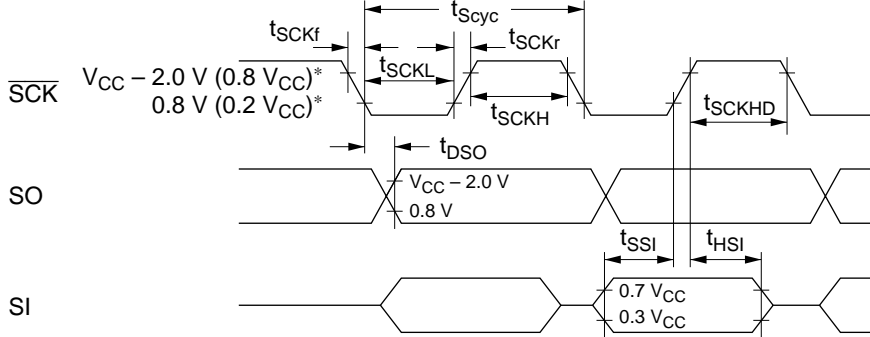 tScyc
tSCKf
tSCKr
tSCKL
SCK
VCC – 2.0 V (0.8 VCC)*
0.8 V (0.2 VCC)*
tSCKH
tSCKHD
tDSO
SO
VCC – 2.0 V
0.8 V
tSSI
tHSI
SI
0.7 VCC
0.3 VCC